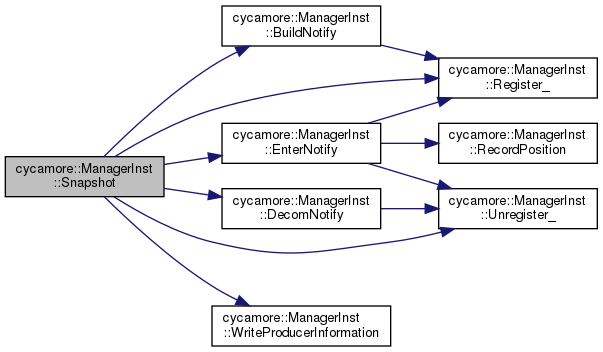 cycamore::ManagerInst
::BuildNotify
cycamore::ManagerInst
::Register_
cycamore::ManagerInst
::EnterNotify
cycamore::ManagerInst
::RecordPosition
cycamore::ManagerInst
::Snapshot
cycamore::ManagerInst
::DecomNotify
cycamore::ManagerInst
::Unregister_
cycamore::ManagerInst
::WriteProducerInformation